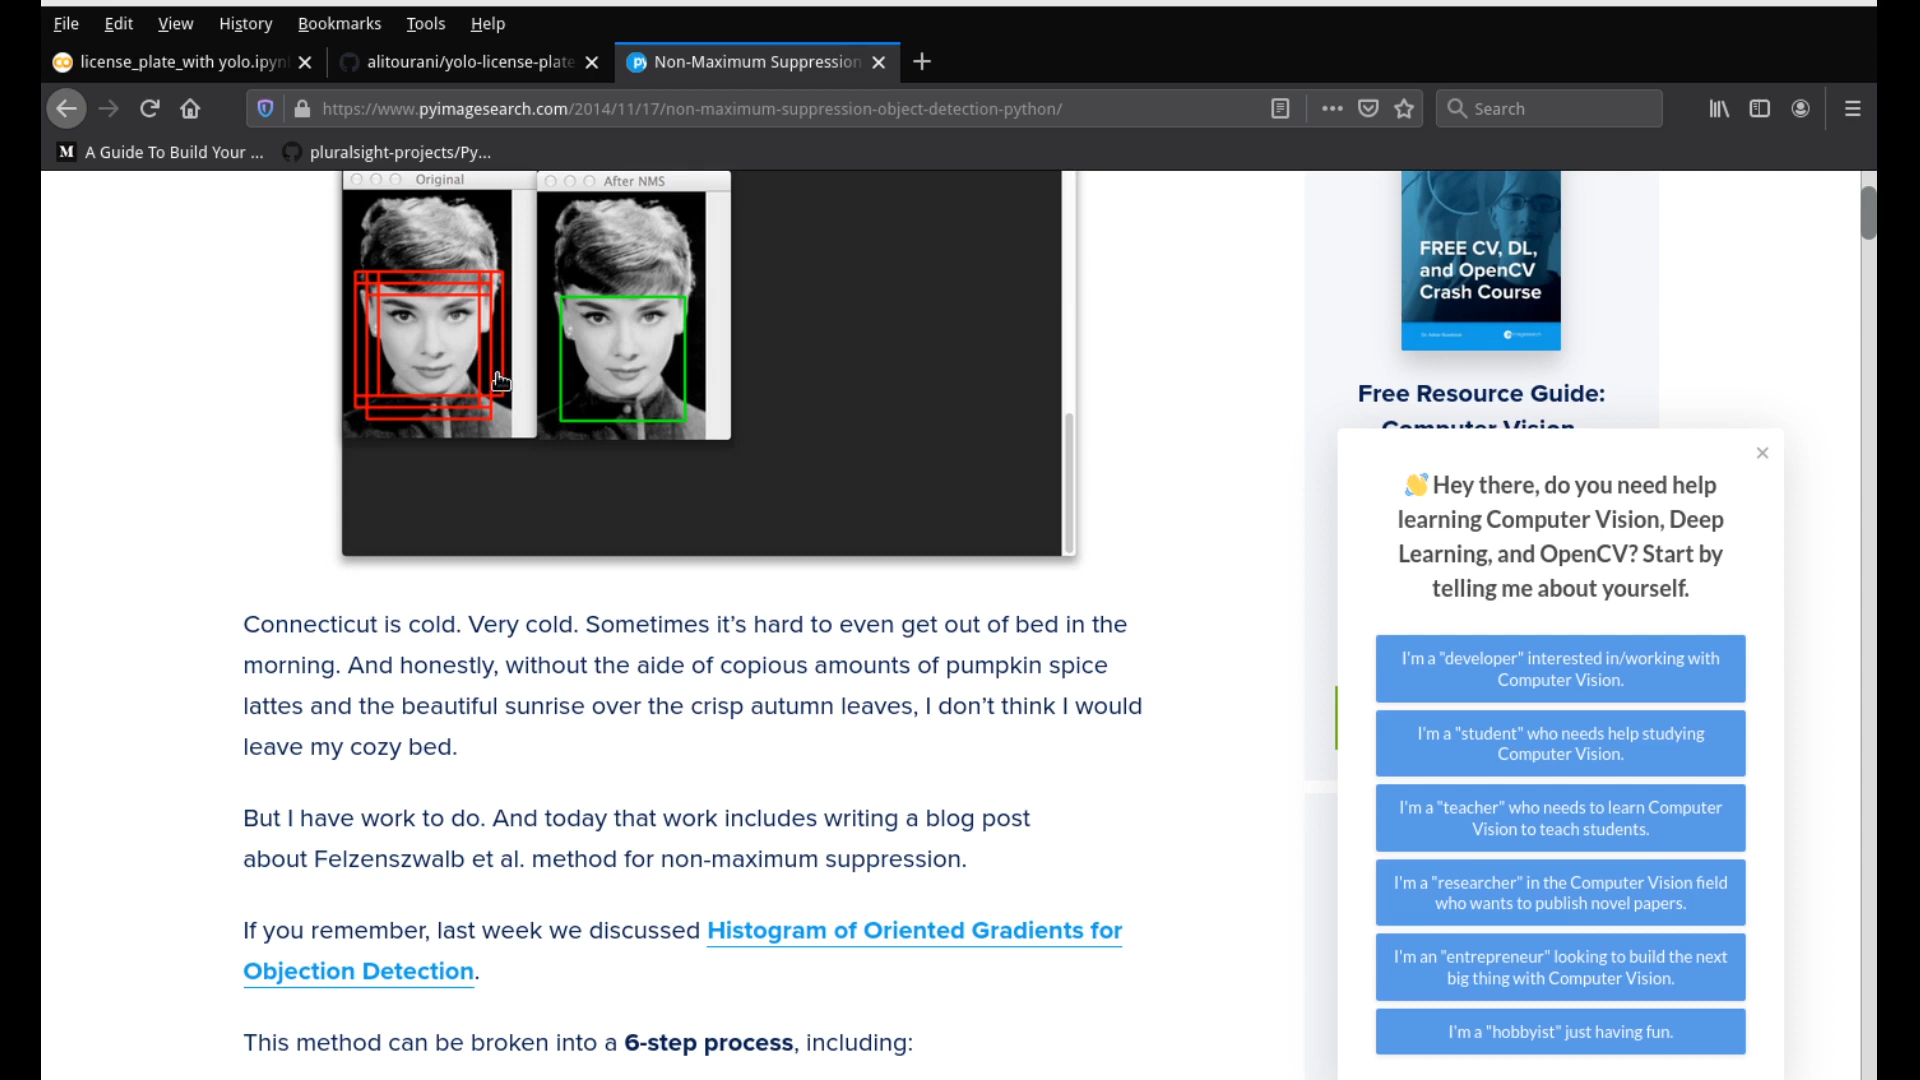 File Edit View History Bookmarks Tools Help
license_plate_with yolo.ipyn
alitourani/yolo-license-plate
Non-Maximum Suppression
https://www.pyimagesearch.com/2014/11/17/non-maximum-suppression-object-detection-python/
Search
M A Guide To Build Your ...
pluralsight-projects/Py...
Original
After NMS
FREE CV, DL,
and OpenCV
Crash Course
Free Resource Guide:
Computer Vision
Connecticut is cold. Very cold. Sometimes it’s hard to even get out of bed in the
morning. And honestly, without the aide of copious amounts of pumpkin spice
lattes and the beautiful sunrise over the crisp autumn leaves, I don’t think I would
leave my cozy bed.
But I have work to do. And today that work includes writing a blog post
about Felzenszwalb et al. method for non-maximum suppression.
If you remember, last week we discussed Histogram of Oriented Gradients for
Objection Detection.
This method can be broken into a 6-step process, including:
Hey there, do you need help
learning Computer Vision, Deep
Learning, and OpenCV? Start by
telling me about yourself.
I'm a "developer" interested in/working with
Computer Vision.
I'm a "student" who needs help studying
Computer Vision.
I'm a "teacher" who needs to learn Computer
Vision to teach students.
I'm a "researcher" in the Computer Vision field
who wants to publish novel papers.
I'm an "entrepreneur" looking to build the next
big thing with Computer Vision.
I'm a "hobbyist" just having fun.